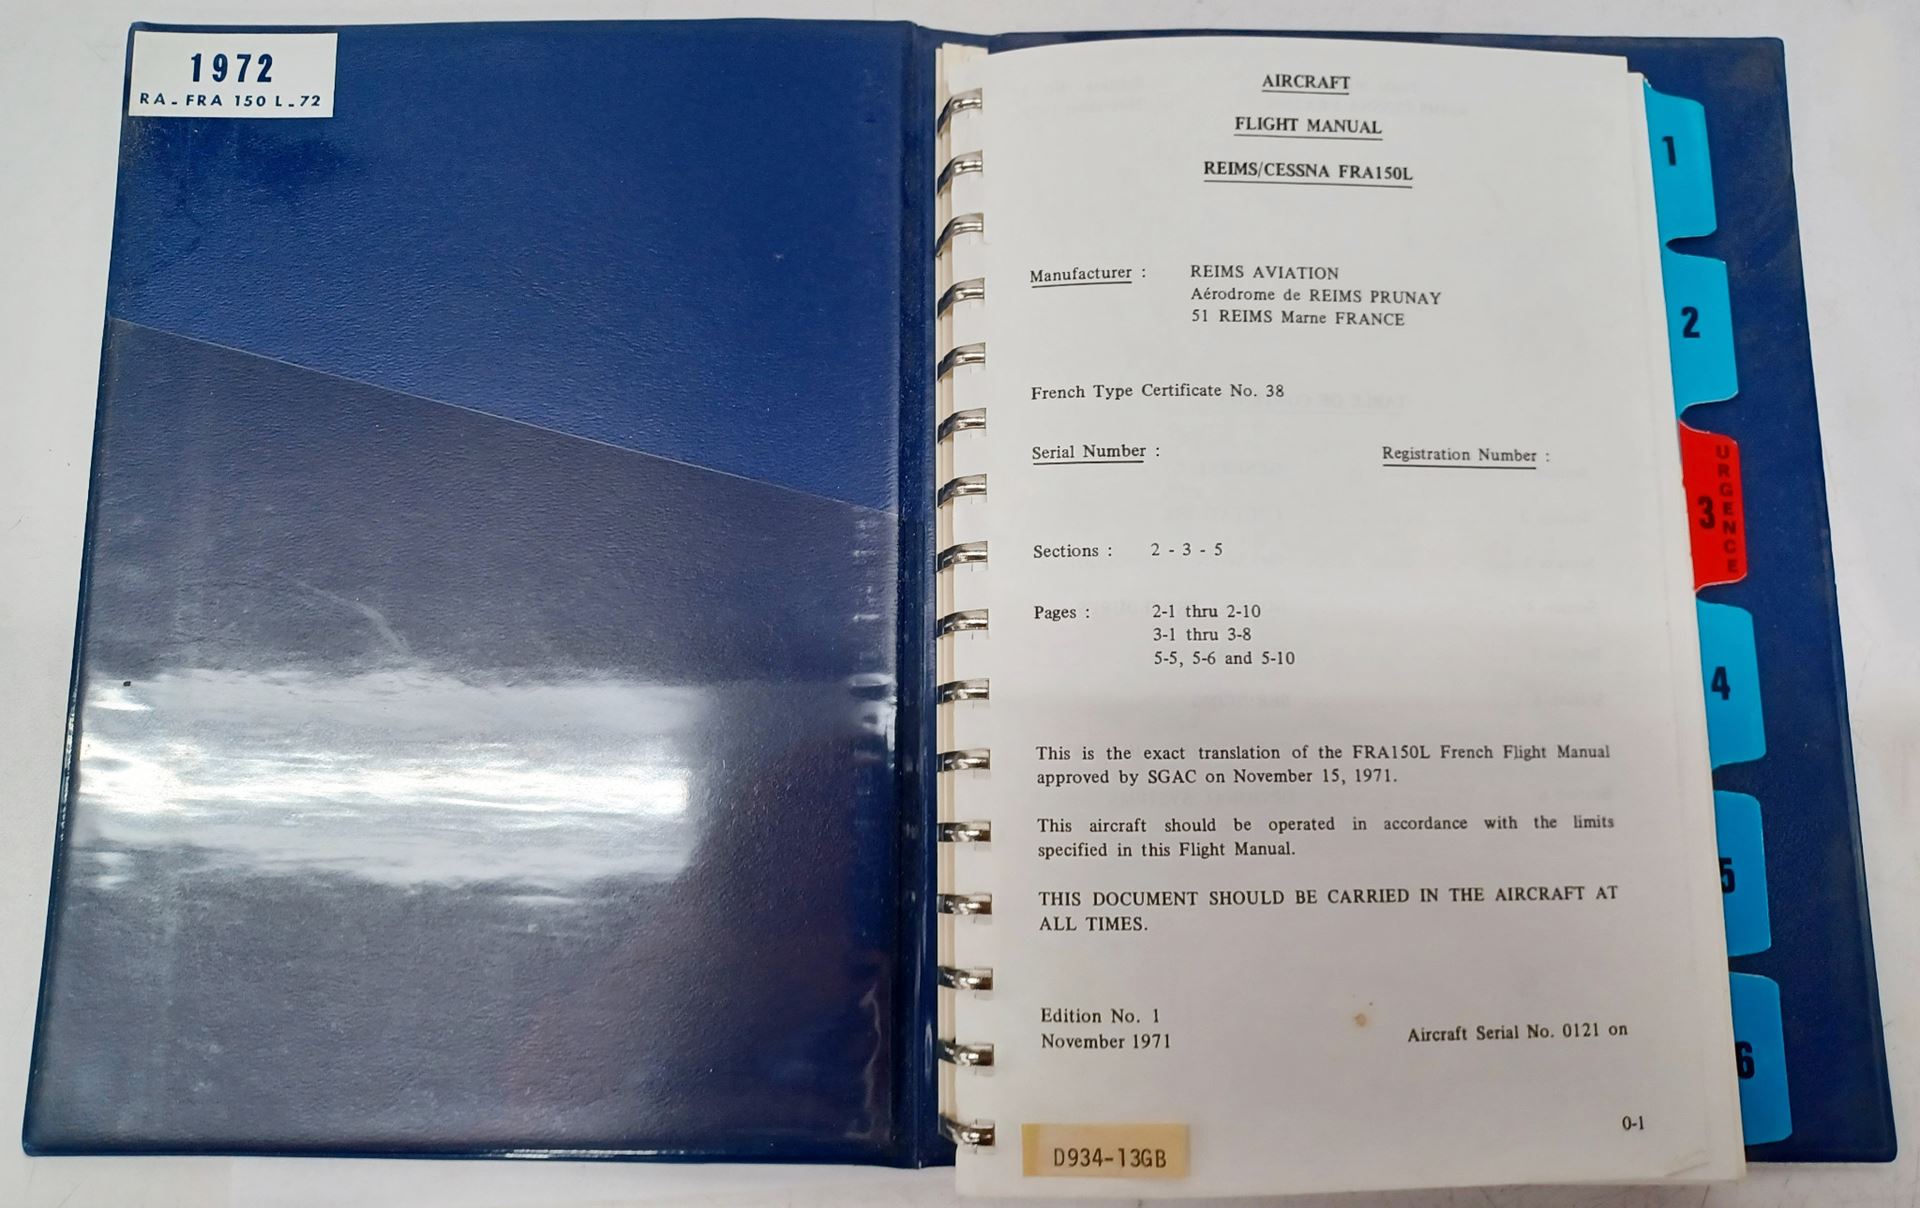 1972
RA - FRA 150 L - 72
AIRCRAFT
FLIGHT MANUAL
REIMS/CESSNA FRA150L
Manufacturer : REIMS AVIATION
Aérodrome de REIMS PRUNAY
51 REIMS Marne FRANCE
French Type Certificate No. 38
Serial Number : Registration Number :
Sections : 2 - 3 - 5
Pages : 2-1 thru 2-10
3-1 thru 3-8
5-5, 5-6 and 5-10
This is the exact translation of the FRA150L French Flight Manual
approved by SGAC on November 15, 1971.
This aircraft should be operated in accordance with the limits
specified in this Flight Manual.
THIS DOCUMENT SHOULD BE CARRIED IN THE AIRCRAFT AT
ALL TIMES.
Edition No. 1
November 1971
Aircraft Serial No. 0121 on
0-1
D934-13GB
1
2
3 URGENCE
4
5
6